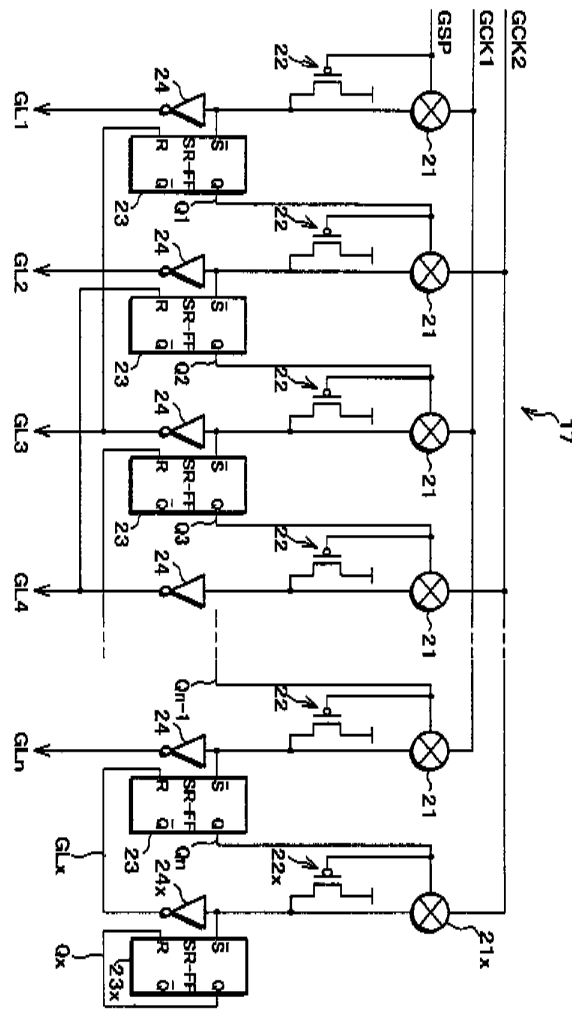 17
GCK2
GCK1
GSP
21
21
21
21
21
21x
22
22
22
22
22
22x
Q1
Q2
Q3
Qn-1
Qn
24
24
24
24
24
24x
S̄ Q
SR-FF
R Q̄
S̄ Q
SR-FF
R Q̄
S̄ Q
SR-FF
R Q̄
S̄ Q
SR-FF
R Q̄
S̄ Q
SR-FF
R Q̄
23
23
23
23
23x
GLx
Qx
GL1
GL2
GL3
GL4
GLn